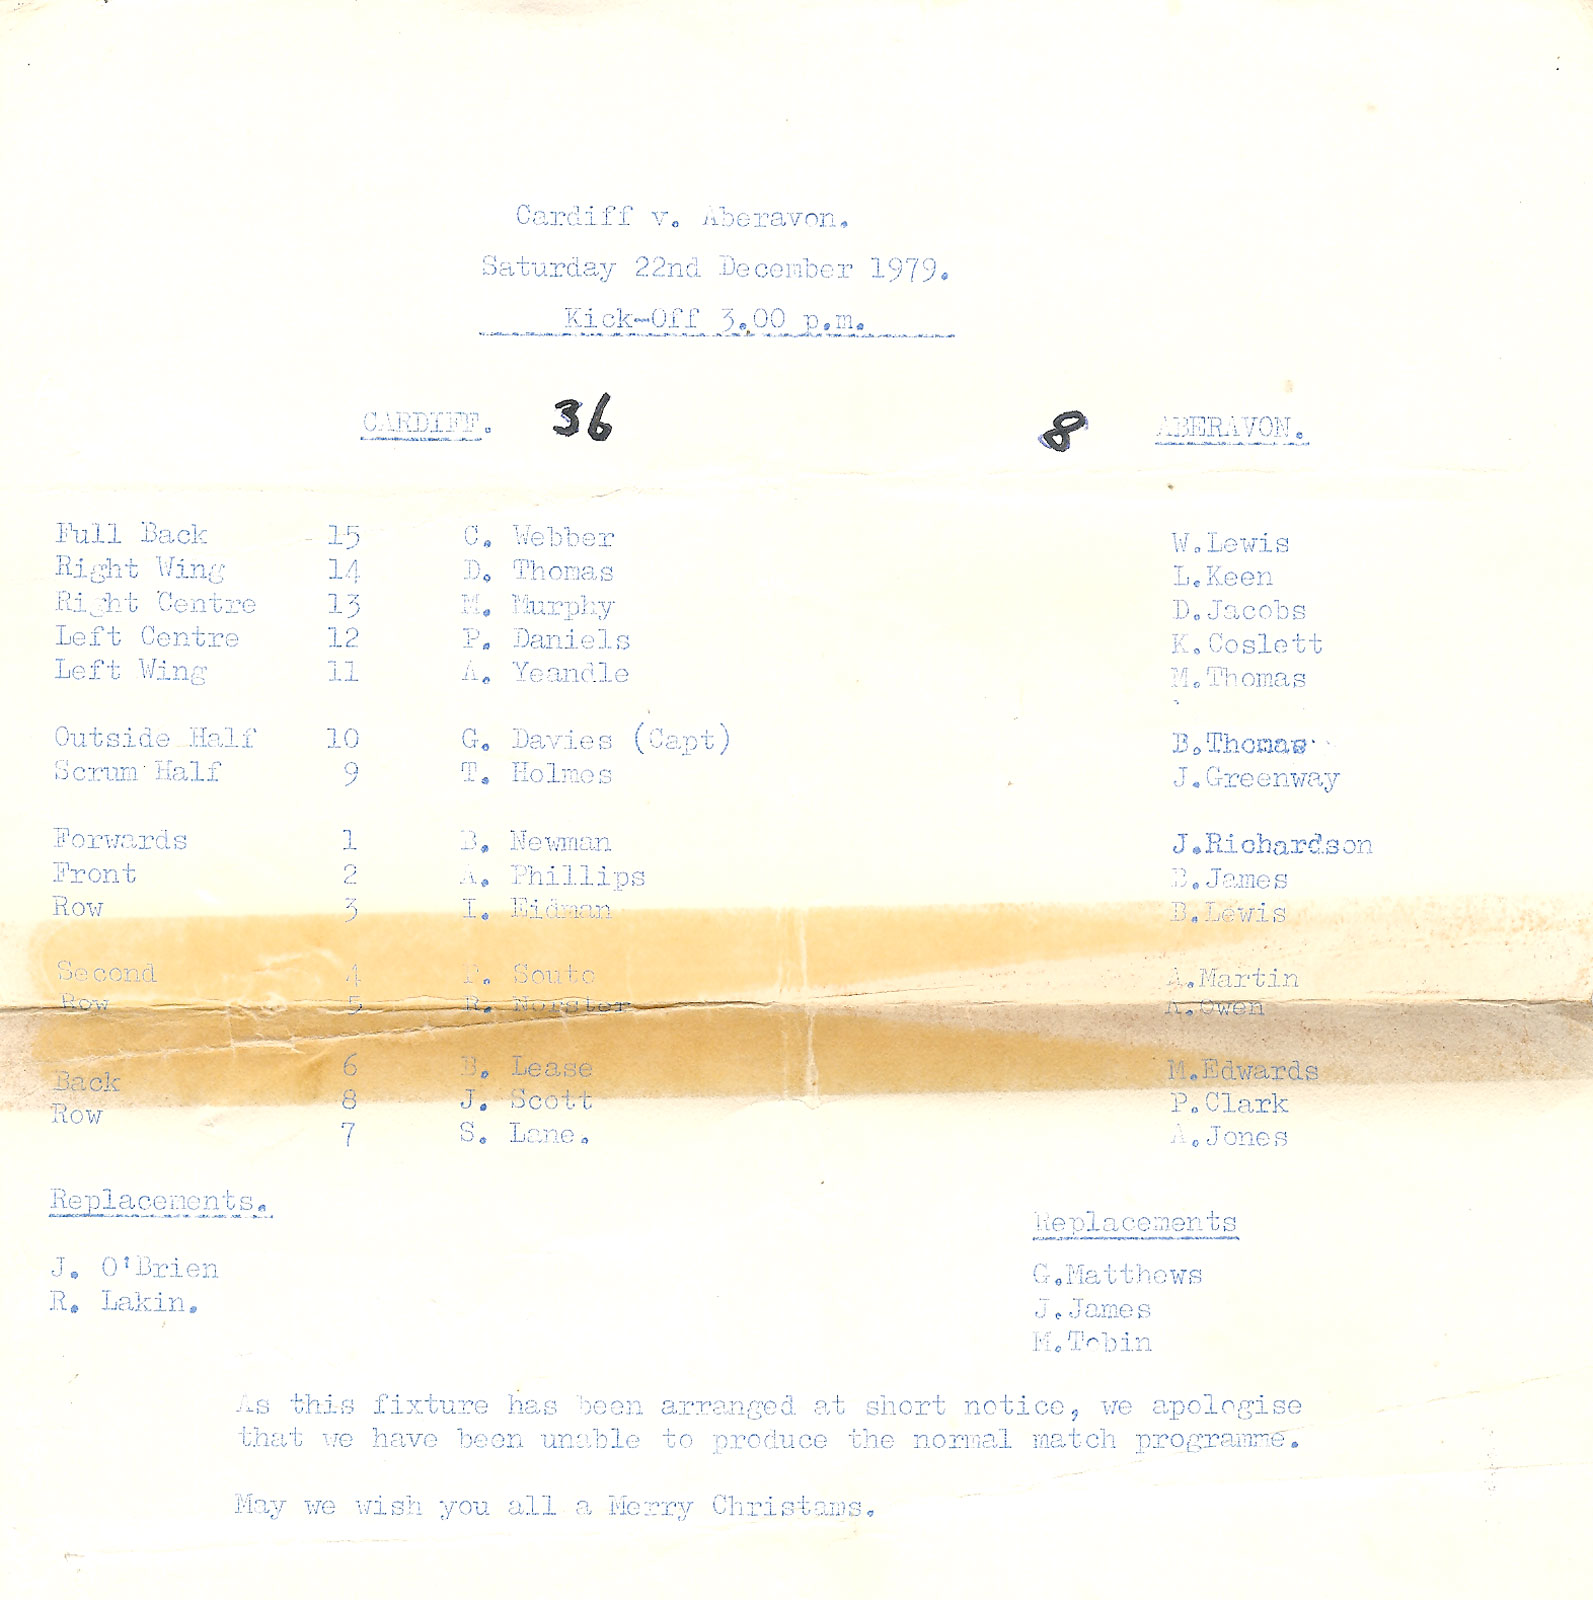 Cardiff v. Aberavon.
Saturday 22nd December 1979.
Kick-Off 3.00 p.m.
CARDIFF. 36 8 ABERAVON.
Full Back 15 C. Webber W.Lewis
Right Wing 14 D. Thomas L.Keen
Right Centre 13 M. Murphy D.Jacobs
Left Centre 12 P. Daniels K.Coslett
Left Wing 11 A. Yeandle M.Thomas
Outside Half 10 G. Davies (Capt) B.Thomas
Scrum Half 9 T. Holmes J.Greenway
Forwards 1 B. Newman J.Richardson
Front 2 A. Phillips B.James
Row 3 I. Eidman B.Lewis
Second 4 P. Souto A.Martin
Row 5 R. Norster A.Owen
6 B. Lease M.Edwards
Back
8 J. Scott P.Clark
Row
7 S. Lane. A.Jones
Replacements.
Replacements
J. O'Brien G.Matthews
R. Lakin. J.James
M.Tobin
As this fixture has been arranged at short notice, we apologise
that we have been unable to produce the normal match programme.
May we wish you all a Merry Christams.